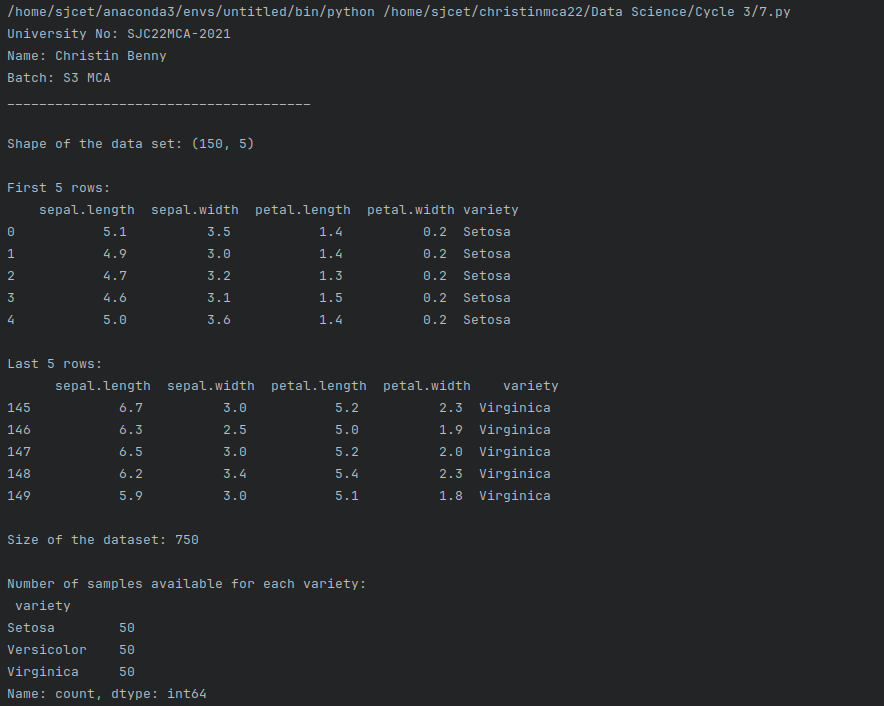 /home/sjcet/anaconda3/envs/untitled/bin/python /home/sjcet/christinmca22/Data Science/Cycle 3/7.py
University No: SJC22MCA-2021
Name: Christin Benny
Batch: S3 MCA
______________________________________

Shape of the data set: (150, 5)

First 5 rows:
    sepal.length  sepal.width  petal.length  petal.width variety
0           5.1          3.5           1.4          0.2  Setosa
1           4.9          3.0           1.4          0.2  Setosa
2           4.7          3.2           1.3          0.2  Setosa
3           4.6          3.1           1.5          0.2  Setosa
4           5.0          3.6           1.4          0.2  Setosa

Last 5 rows:
      sepal.length  sepal.width  petal.length  petal.width    variety
145           6.7          3.0           5.2          2.3  Virginica
146           6.3          2.5           5.0          1.9  Virginica
147           6.5          3.0           5.2          2.0  Virginica
148           6.2          3.4           5.4          2.3  Virginica
149           5.9          3.0           5.1          1.8  Virginica

Size of the dataset: 750

Number of samples available for each variety:
 variety
Setosa        50
Versicolor    50
Virginica     50
Name: count, dtype: int64